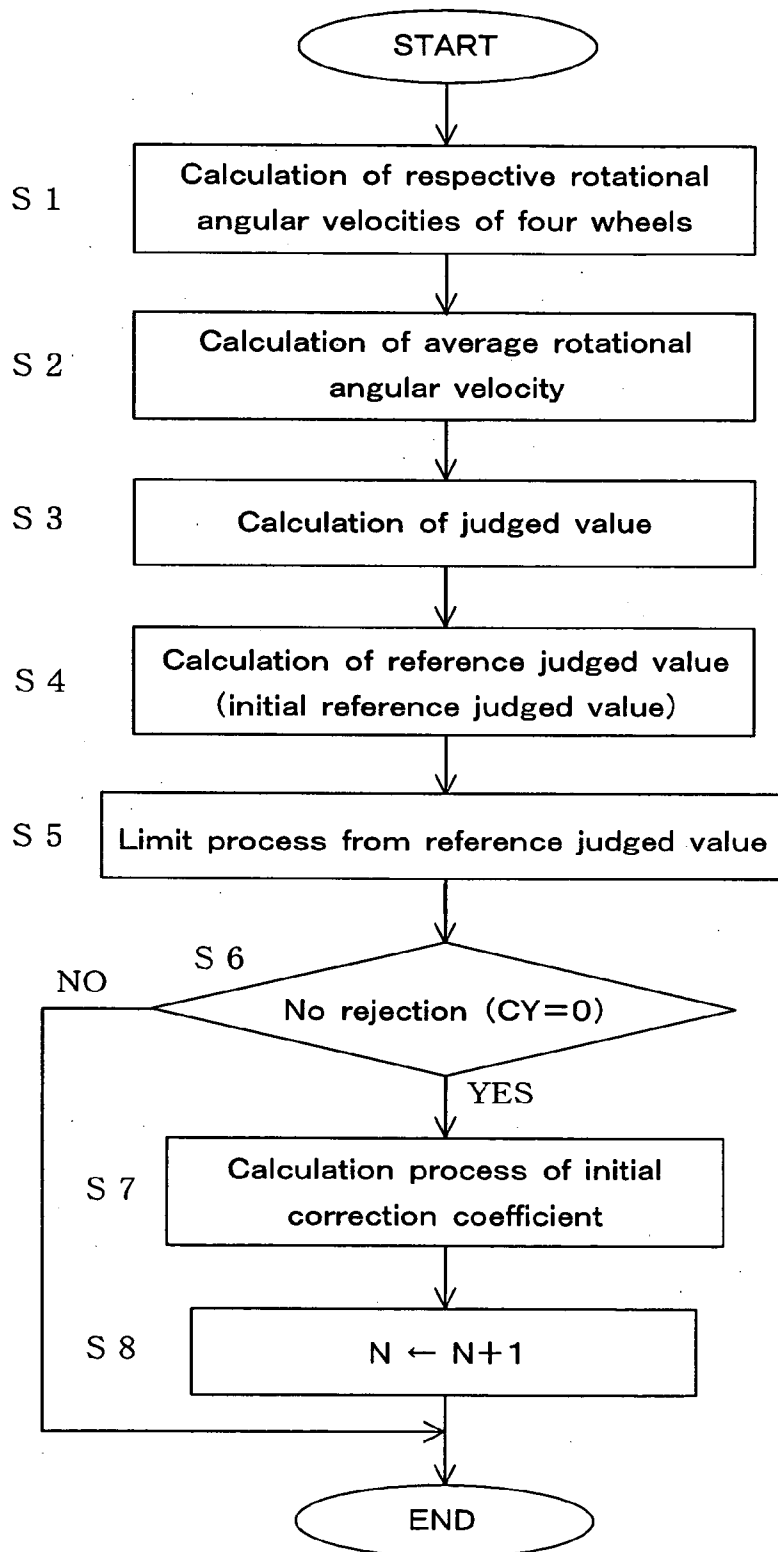 START
S 1
Calculation of respective rotational
angular velocities of four wheels
S 2
Calculation of average rotational
angular velocity
S 3
Calculation of judged value
S 4
Calculation of reference judged value
(initial reference judged value)
S 5
Limit process from reference judged value
S 6
NO
No rejection (CY=0)
YES
S 7
Calculation process of initial
correction coefficient
S 8
N ← N+1
END